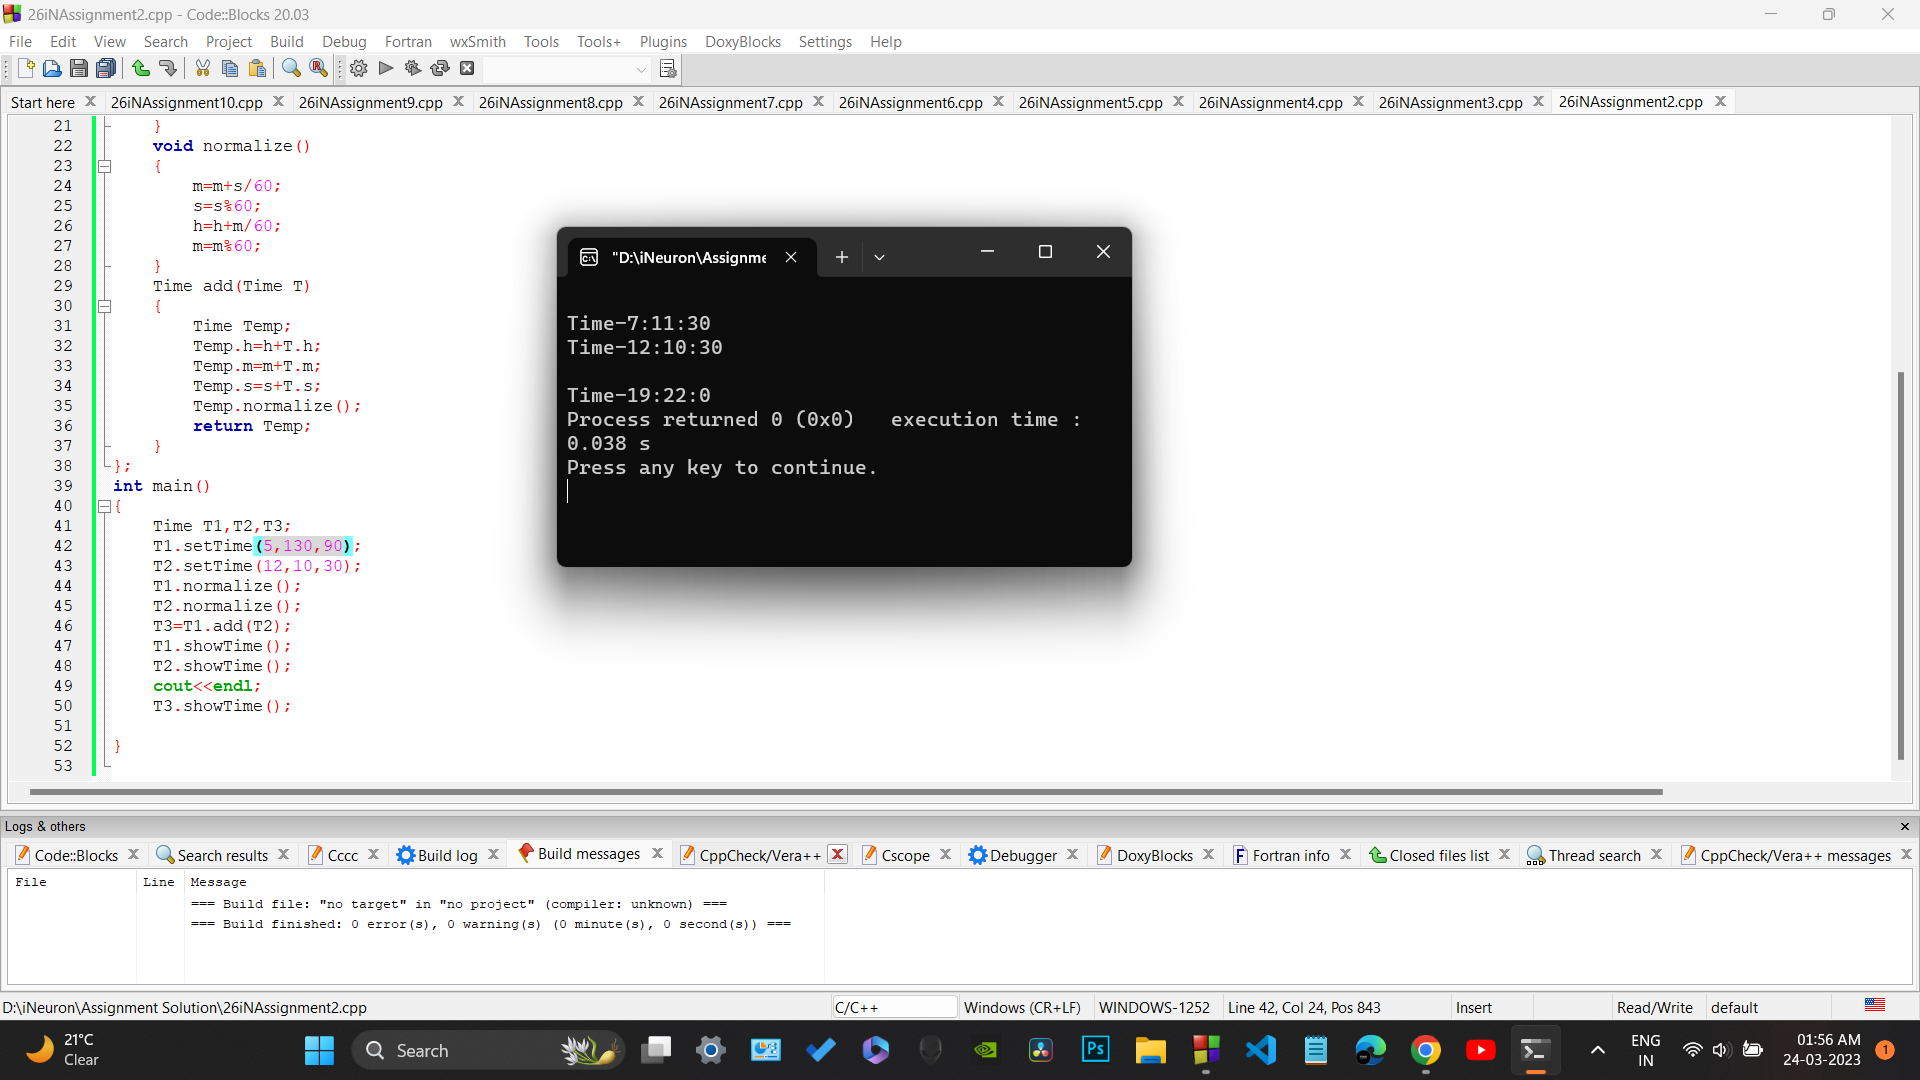 26iNAssignment2.cpp - Code::Blocks 20.03
File Edit View Search Project Build Debug Fortran wxSmith Tools Tools+ Plugins DoxyBlocks Settings Help
Start here 26iNAssignment10.cpp 26iNAssignment9.cpp 26iNAssignment8.cpp 26iNAssignment7.cpp 26iNAssignment6.cpp 26iNAssignment5.cpp 26iNAssignment4.cpp 26iNAssignment3.cpp 26iNAssignment2.cpp
21 }
22 void normalize()
23 {
24 m=m+s/60;
25 s=s%60;
26 h=h+m/60;
27 m=m%60;
28 }
29 Time add(Time T)
30 {
31 Time Temp;
32 Temp.h=h+T.h;
33 Temp.m=m+T.m;
34 Temp.s=s+T.s;
35 Temp.normalize();
36 return Temp;
37 }
38 };
39 int main()
40 {
41 Time T1,T2,T3;
42 T1.setTime(5,130,90);
43 T2.setTime(12,10,30);
44 T1.normalize();
45 T2.normalize();
46 T3=T1.add(T2);
47 T1.showTime();
48 T2.showTime();
49 cout<<endl;
50 T3.showTime();
51
52 }
53
"D:\iNeuron\Assignme
Time-7:11:30
Time-12:10:30
Time-19:22:0
Process returned 0 (0x0) execution time :
0.038 s
Press any key to continue.
Logs & others
Code::Blocks Search results Cccc Build log Build messages CppCheck/Vera++ Cscope Debugger DoxyBlocks Fortran info Closed files list Thread search CppCheck/Vera++ messages
File Line Message
=== Build file: "no target" in "no project" (compiler: unknown) ===
=== Build finished: 0 error(s), 0 warning(s) (0 minute(s), 0 second(s)) ===
D:\iNeuron\Assignment Solution\26iNAssignment2.cpp C/C++ Windows (CR+LF) WINDOWS-1252 Line 42, Col 24, Pos 843 Insert Read/Write default
21°C
Clear
Search
Ps
ENG
IN
01:56 AM
24-03-2023
1